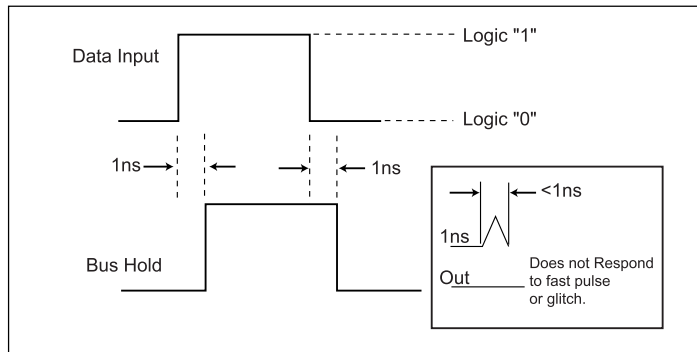 Data Input
Logic "1"
Logic "0"
1ns
1ns
Bus Hold
<1ns
1ns
Out
Does not Respond
to fast pulse
or glitch.